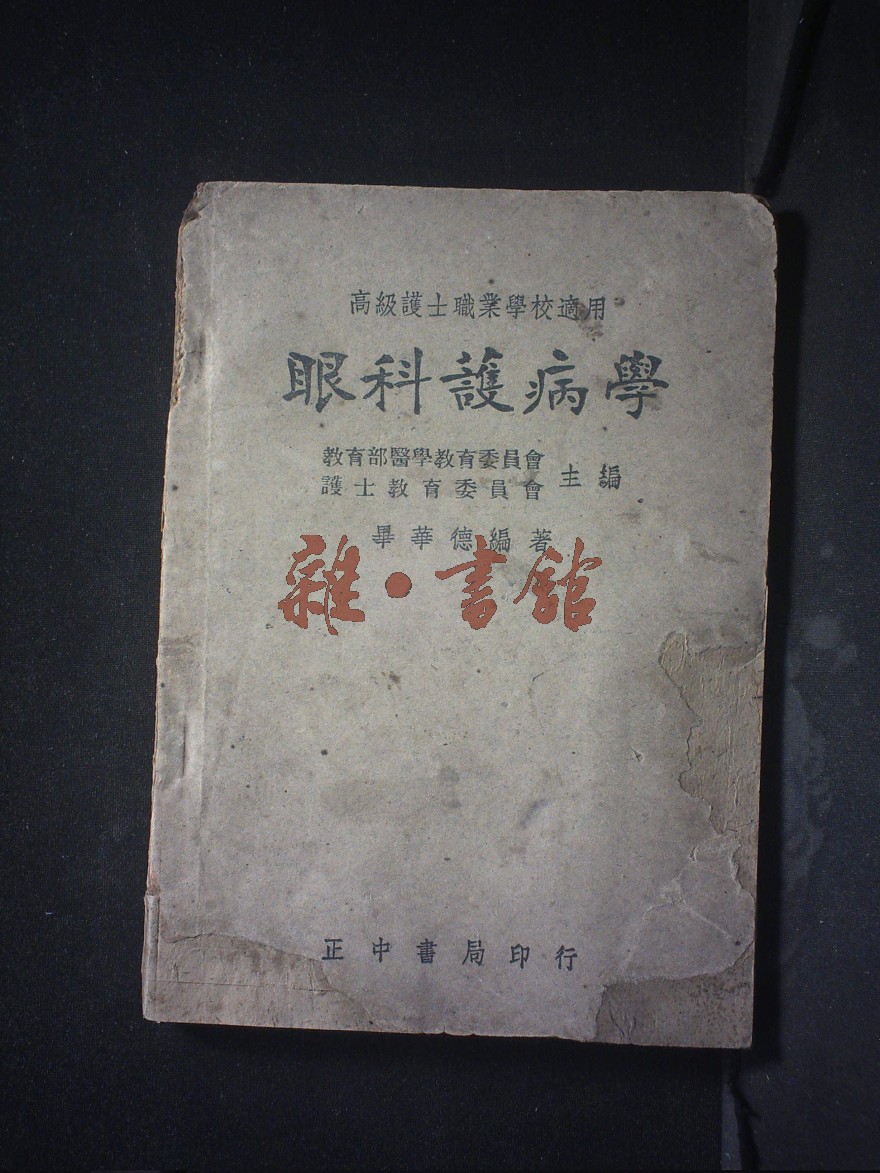 高級護士職業學校適用
眼科護病學
教育部醫學教育委員會
護士教育委員會
主編
畢華德編著
雜·書館
正中書局印行